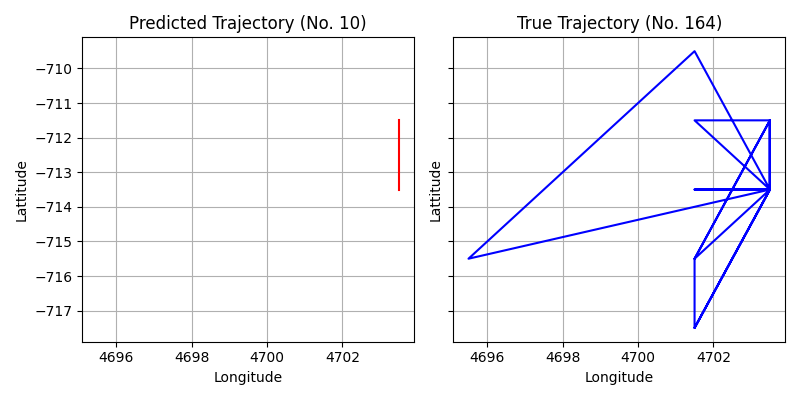 Predicted Trajectory (No. 10)
True Trajectory (No. 164)
−710
−711
−712
−713
−714
−715
−716
−717
Lattitude
Lattitude
4696
4698
4700
4702
4696
4698
4700
4702
Longitude
Longitude